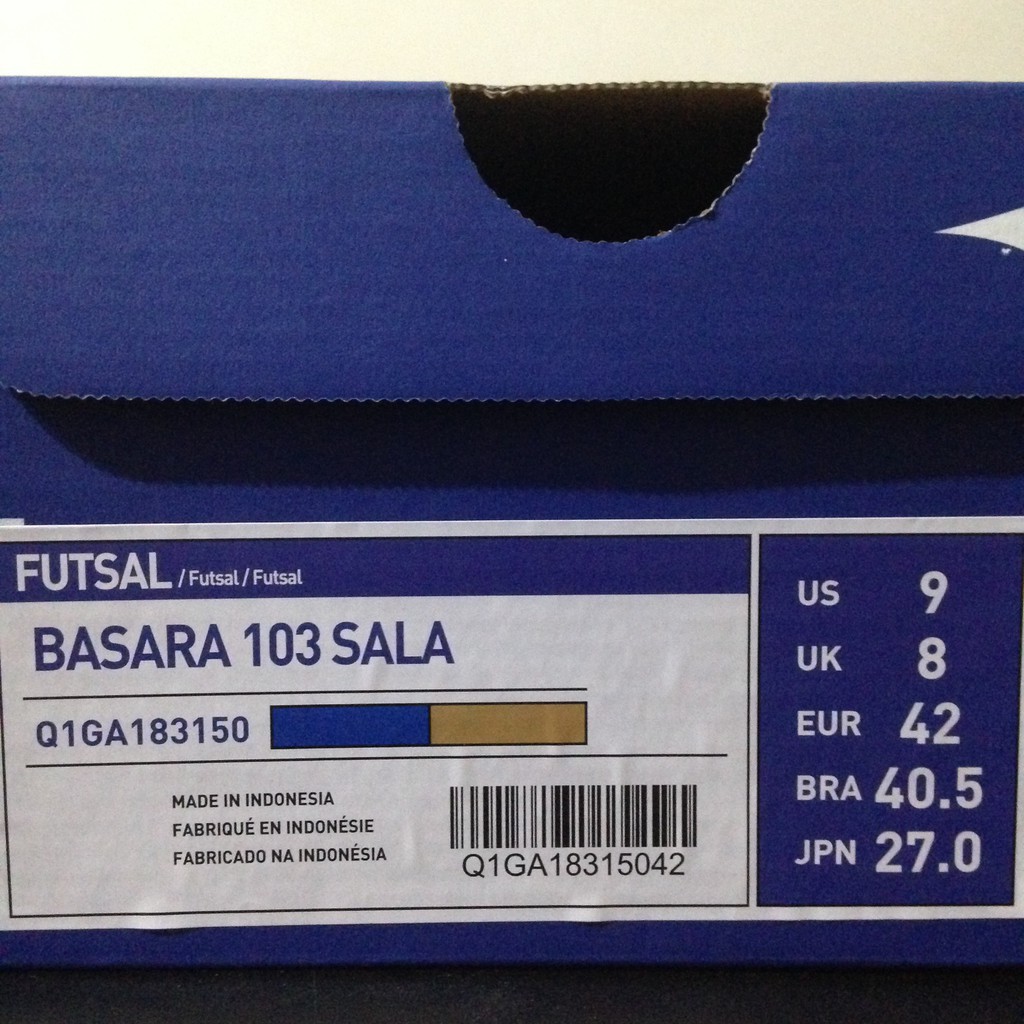 FUTSAL / Futsal / Futsal
BASARA 103 SALA
Q1GA183150
MADE IN INDONESIA
FABRIQUÉ EN INDONÉSIE
FABRICADO NA INDONÉSIA
Q1GA18315042
US 9
UK 8
EUR 42
BRA 40.5
JPN 27.0